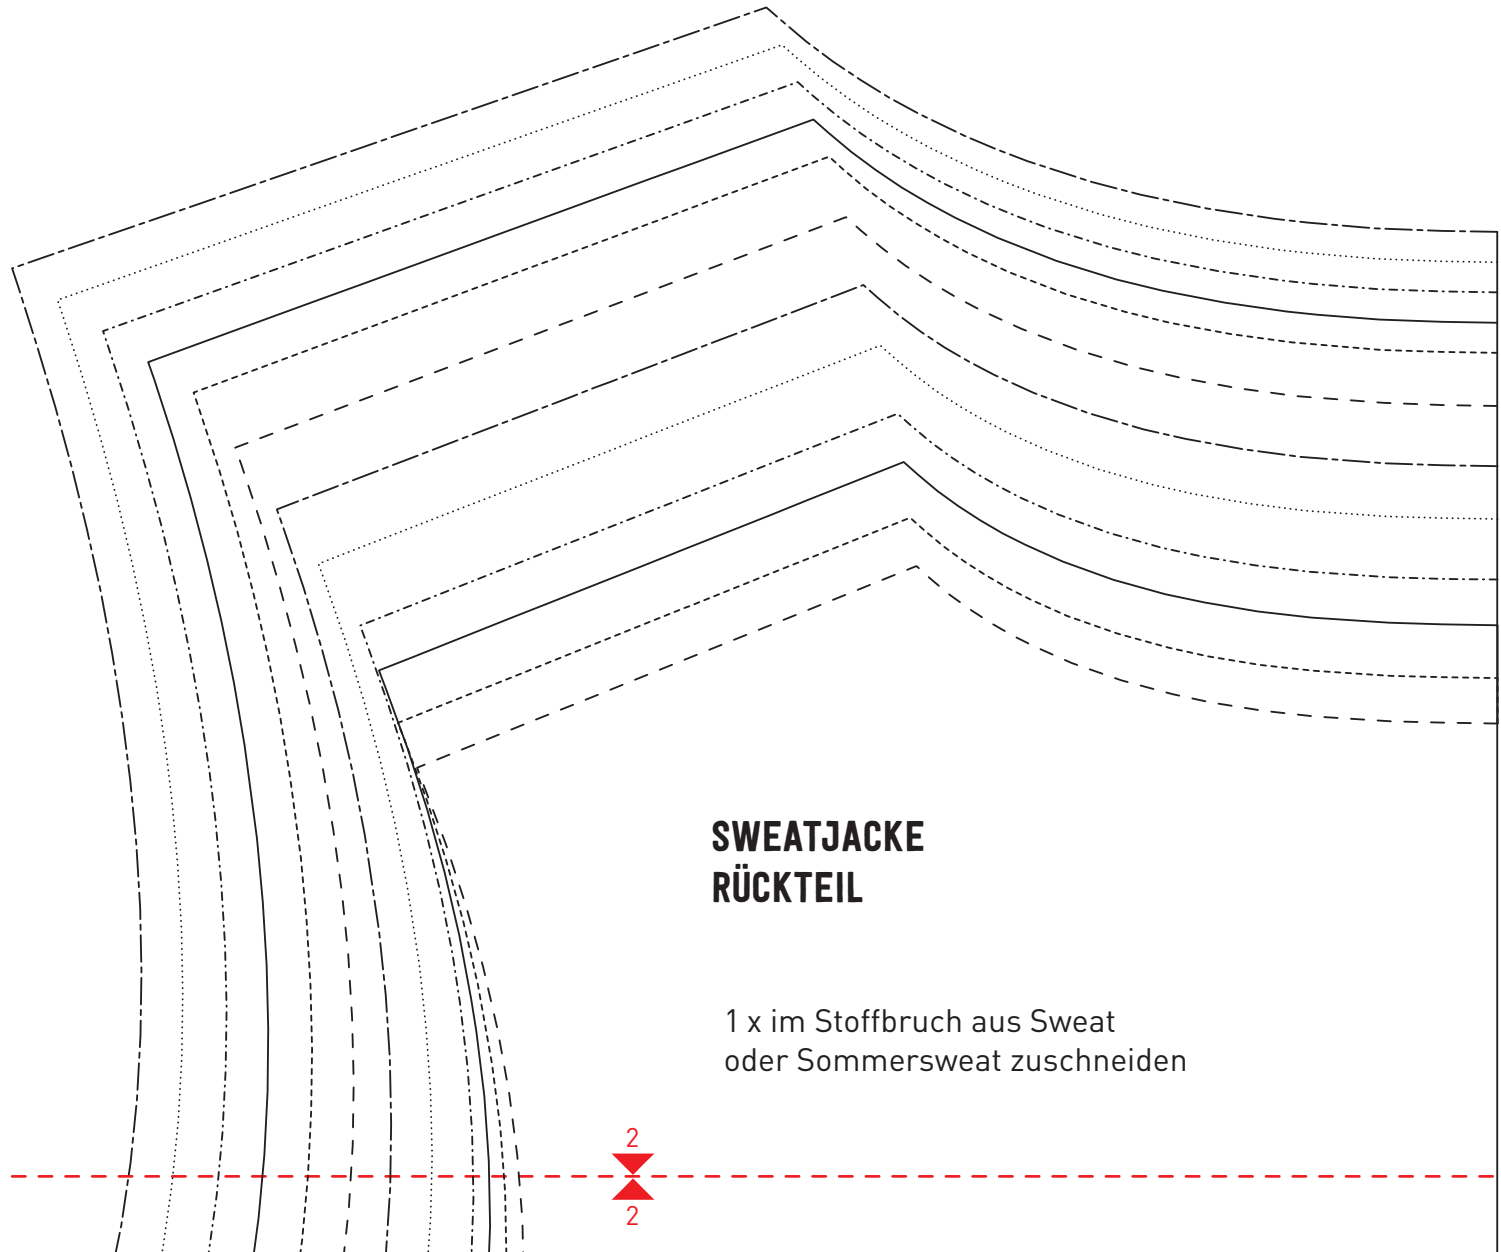 SWEATJACKE
RÜCKTEIL
1 x im Stoffbruch aus Sweat
oder Sommersweat zuschneiden
2
2